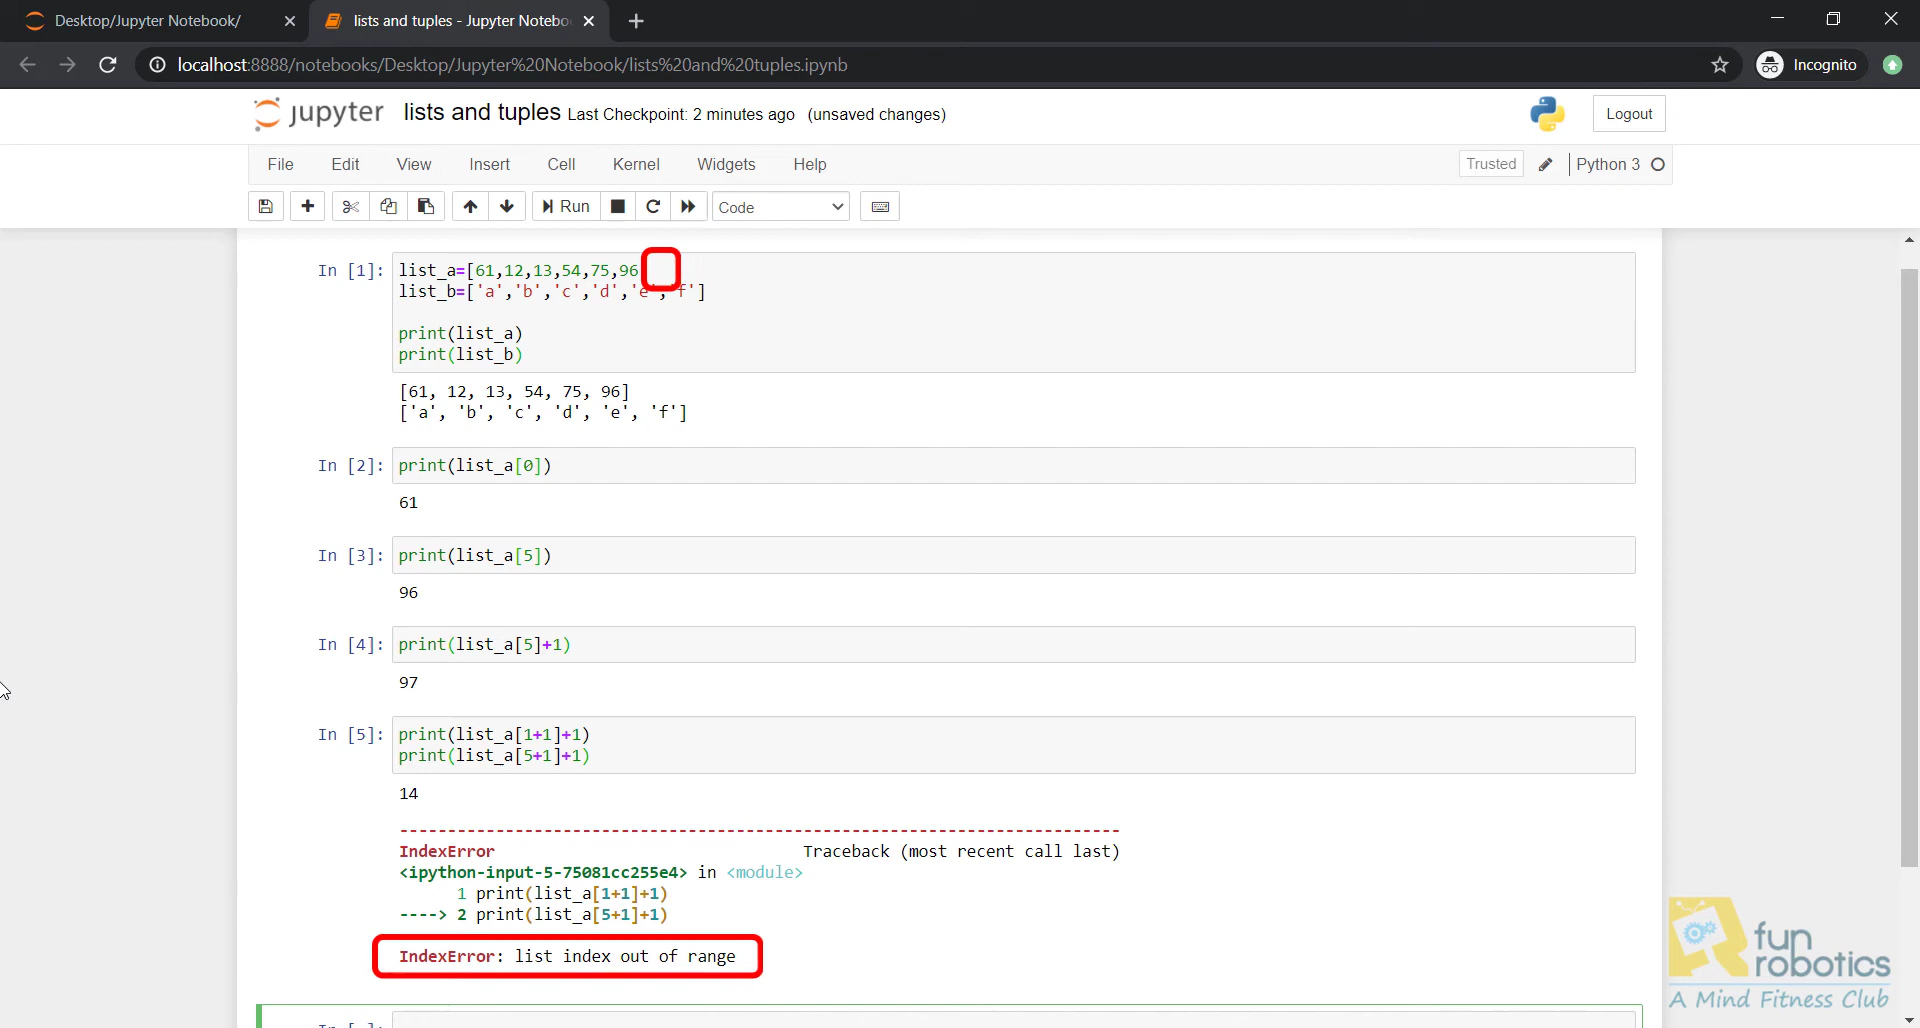 Desktop/Jupyter Notebook/
lists and tuples - Jupyter Notebo
localhost:8888/notebooks/Desktop/Jupyter%20Notebook/lists%20and%20tuples.ipynb
Incognito
jupyter lists and tuples Last Checkpoint: 2 minutes ago (unsaved changes)
Logout
File Edit View Insert Cell Kernel Widgets Help
Trusted Python 3
Run Code
In [1]: list_a=[61,12,13,54,75,96
list_b=['a','b','c','d','e','f']
print(list_a)
print(list_b)
[61, 12, 13, 54, 75, 96]
['a', 'b', 'c', 'd', 'e', 'f']
In [2]: print(list_a[0])
61
In [3]: print(list_a[5])
96
In [4]: print(list_a[5]+1)
97
In [5]: print(list_a[1+1]+1)
print(list_a[5+1]+1)
14
---------------------------------------------------------------------------
IndexError Traceback (most recent call last)
<ipython-input-5-75081cc255e4> in <module>
1 print(list_a[1+1]+1)
----> 2 print(list_a[5+1]+1)
IndexError: list index out of range
fun
robotics
A Mind Fitness Club